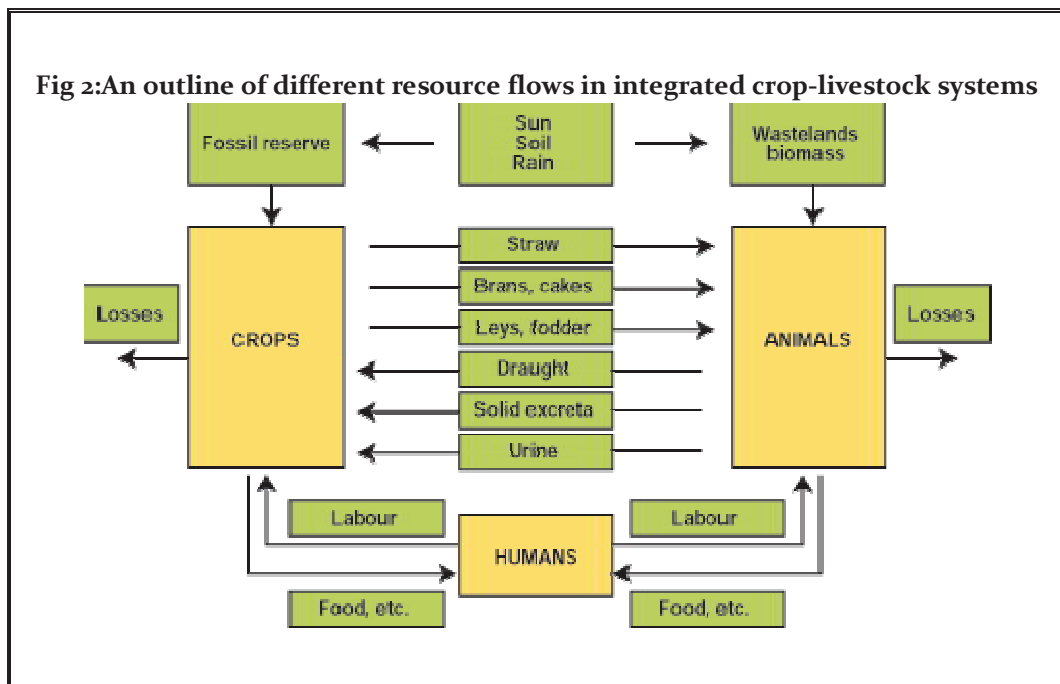 Fig 2:An outline of different resource flows in integrated crop-livestock systems
Fossil reserve
Sun
Soil
Rain
Wastelands
biomass
Straw
Brans, cakes
Leys, fodder
Draught
Solid excreta
Urine
Losses
CROPS
ANIMALS
Losses
Labour
Labour
HUMANS
Food, etc.
Food, etc.